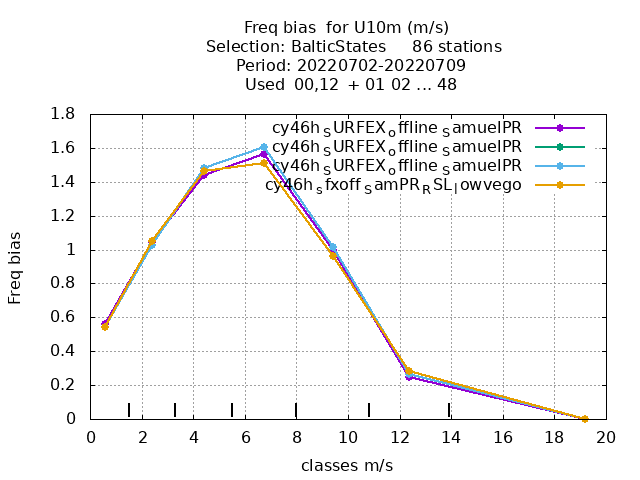 Freq bias for U10m (m/s)
Selection: BalticStates 86 stations
Period: 20220702-20220709
Used 00,12 + 01 02 ... 48
1.8
cy46h_SURFEX_offline_SamuelPR
cy46h_SURFEX_offline_SamuelPR
1.6
cy46h_SURFEX_offline_SamuelPR
cy46h_sfxoff_SamPR_RSL_lowvego
1.4
1.2
1
0.8
0.6
0.4
0.2
0
Freq bias
0 2 4 6 8 10 12 14 16 18 20
classes m/s